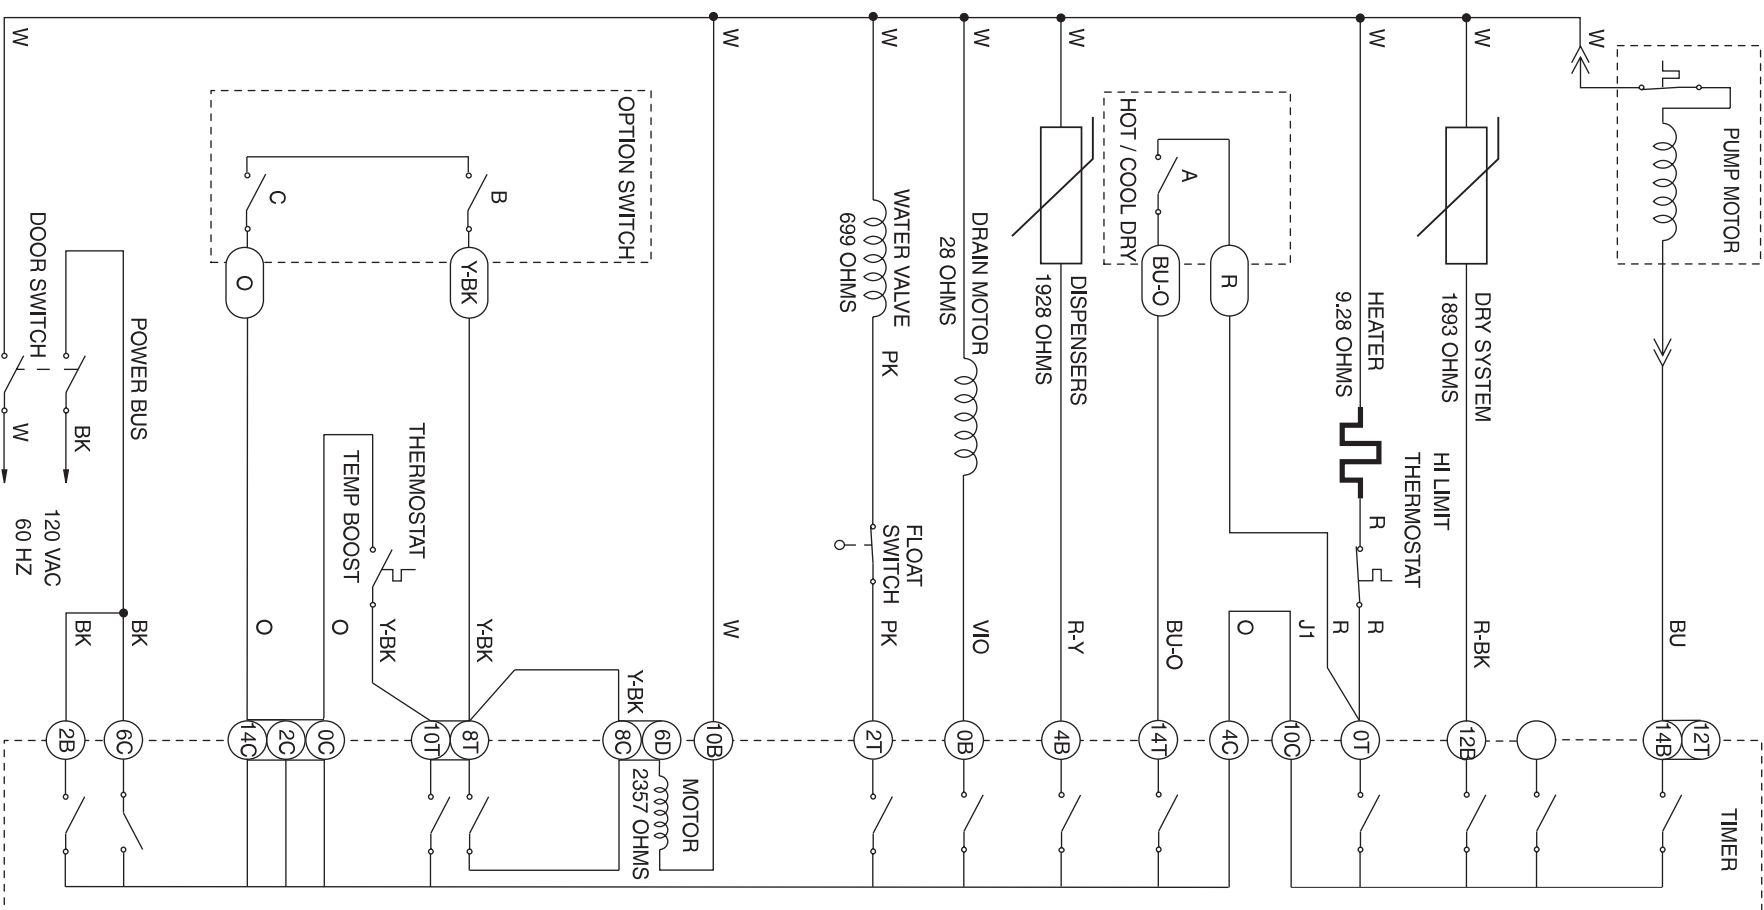 W
W
W
W
W
W
W
W
W
PUMP MOTOR
OPTION SWITCH
C
B
HOT / COOL DRY
A
DOOR SWITCH
POWER BUS
O
Y-BK
WATER VALVE
699 OHMS
DRAIN MOTOR
28 OHMS
DISPENSERS
1928 OHMS
BU-O
R
HEATER
9.28 OHMS
DRY SYSTEM
1893 OHMS
PK
W
BK
THERMOSTAT
TEMP BOOST
HI LIMIT
THERMOSTAT
R
FLOAT
SWITCH
120 VAC
60 HZ
BK
BK
O
O
Y-BK
Y-BK
Y-BK
W
PK
VIO
R-Y
BU-O
O
J1
R
R
R-BK
BU
2B
6C
14C
2C
0C
10T
8T
8C
6D
10B
2T
0B
4B
14T
4C
10C
0T
12B
14B
12T
MOTOR
2357 OHMS
TIMER